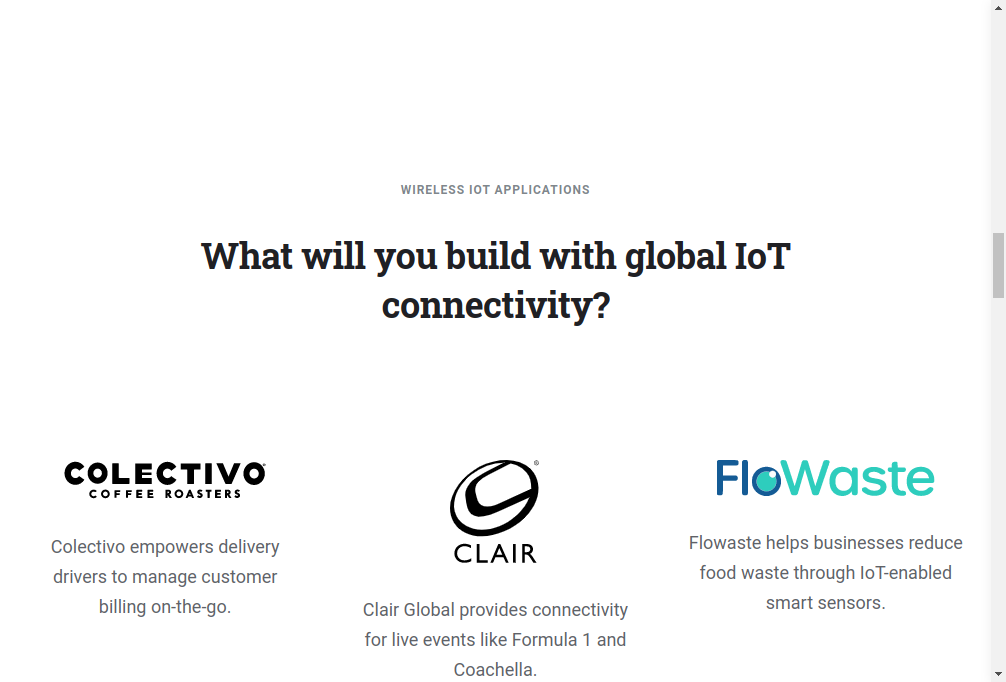 WIRELESS IOT APPLICATIONS
What will you build with global IoT
connectivity?
COLECTIVO
COFFEE ROASTERS
Colectivo empowers delivery
drivers to manage customer
billing on-the-go.
CLAIR
®
Clair Global provides connectivity
for live events like Formula 1 and
Coachella.
FloWaste
Flowaste helps businesses reduce
food waste through IoT-enabled
smart sensors.